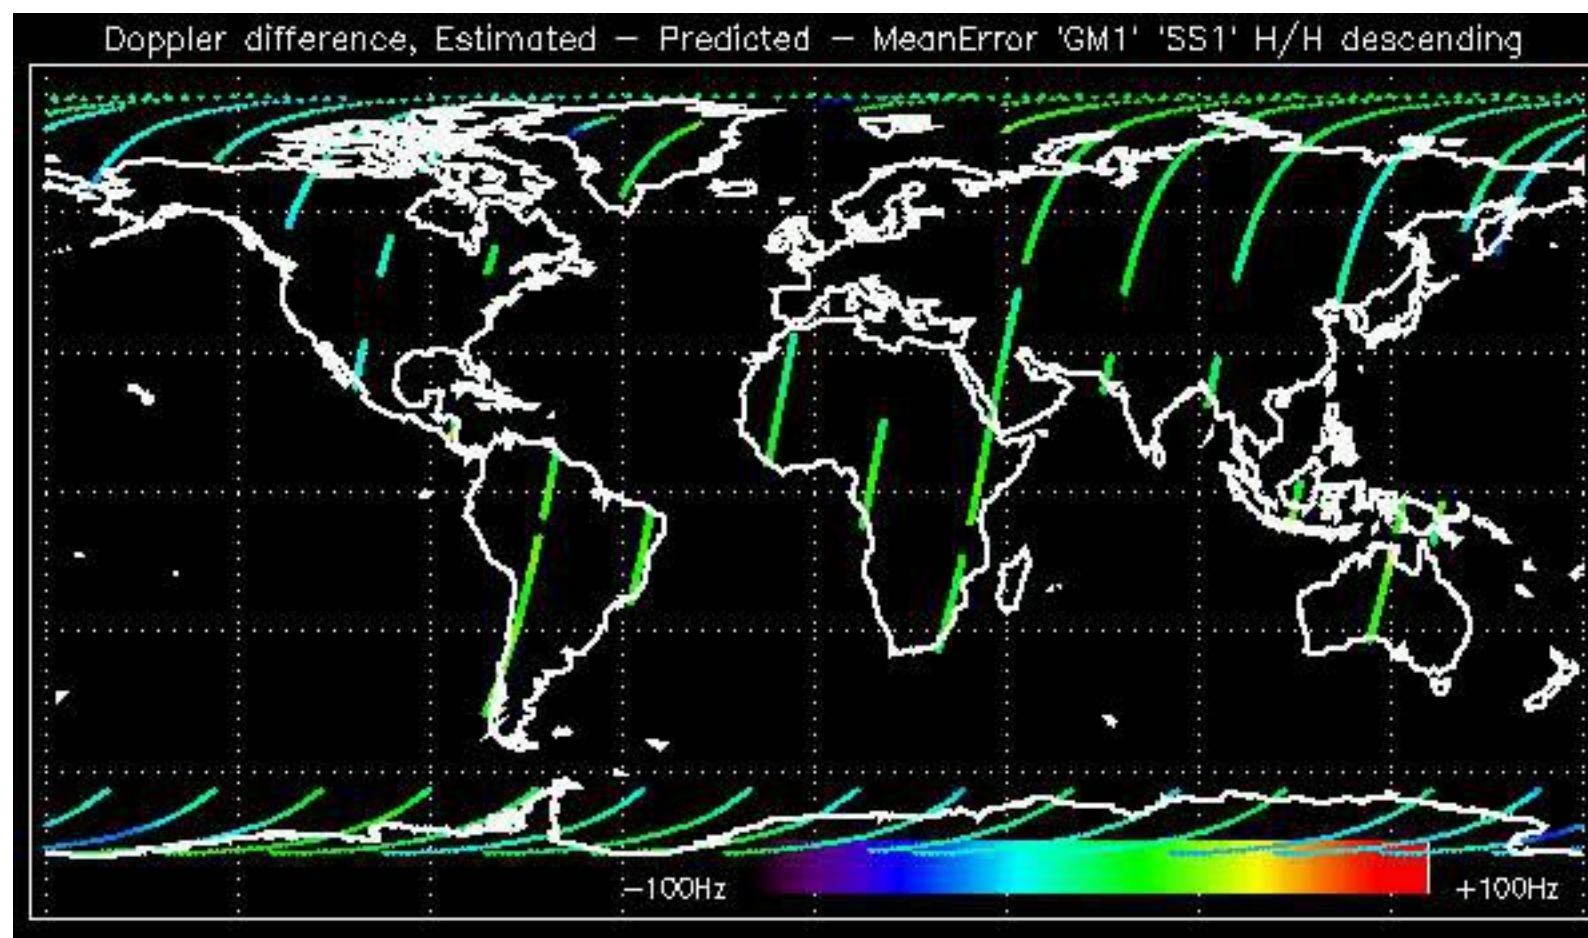 Doppler difference, Estimated – Predicted – MeanError 'GM1' 'SS1' H/H descending
−100Hz
+100Hz